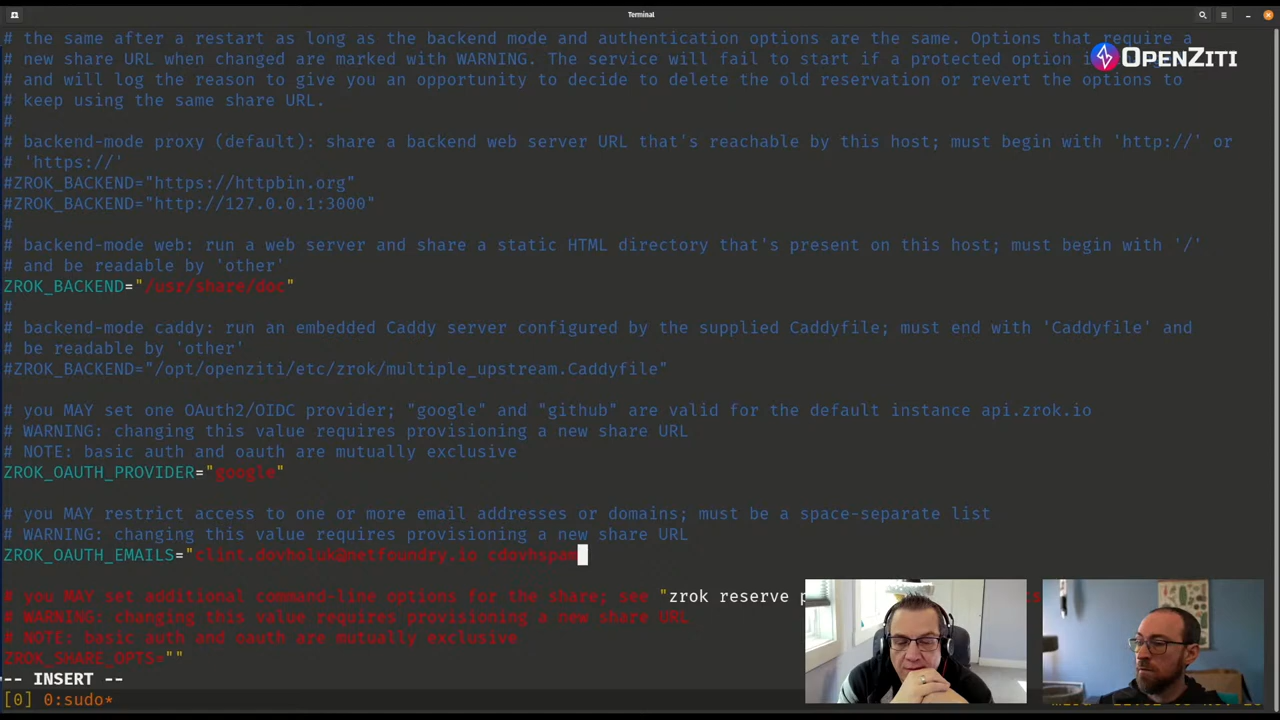 Terminal
# the same after a restart as long as the backend mode and authentication options are the same. Options that require a
# new share URL when changed are marked with WARNING. The service will fail to start if a protected option i
# and will log the reason to give you an opportunity to decide to delete the old reservation or revert the options to
# keep using the same share URL.
#
# backend-mode proxy (default): share a backend web server URL that's reachable by this host; must begin with 'http://' or
# 'https://'
#ZROK_BACKEND="https://httpbin.org"
#ZROK_BACKEND="http://127.0.0.1:3000"
#
# backend-mode web: run a web server and share a static HTML directory that's present on this host; must begin with '/'
# and be readable by 'other'
ZROK_BACKEND="/usr/share/doc"
#
# backend-mode caddy: run an embedded Caddy server configured by the supplied Caddyfile; must end with 'Caddyfile' and
# be readable by 'other'
#ZROK_BACKEND="/opt/openziti/etc/zrok/multiple_upstream.Caddyfile"
# you MAY set one OAuth2/OIDC provider; "google" and "github" are valid for the default instance api.zrok.io
# WARNING: changing this value requires provisioning a new share URL
# NOTE: basic auth and oauth are mutually exclusive
ZROK_OAUTH_PROVIDER="google"
# you MAY restrict access to one or more email addresses or domains; must be a space-separate list
# WARNING: changing this value requires provisioning a new share URL
ZROK_OAUTH_EMAILS="clint.dovholuk@netfoundry.io cdovhspam
# you MAY set additional command-line options for the share; see "zrok reserve p
# WARNING: changing this value requires provisioning a new share URL
# NOTE: basic auth and oauth are mutually exclusive
ZROK_SHARE_OPTS=""
-- INSERT --
[0] 0:sudo*
OPENZITI